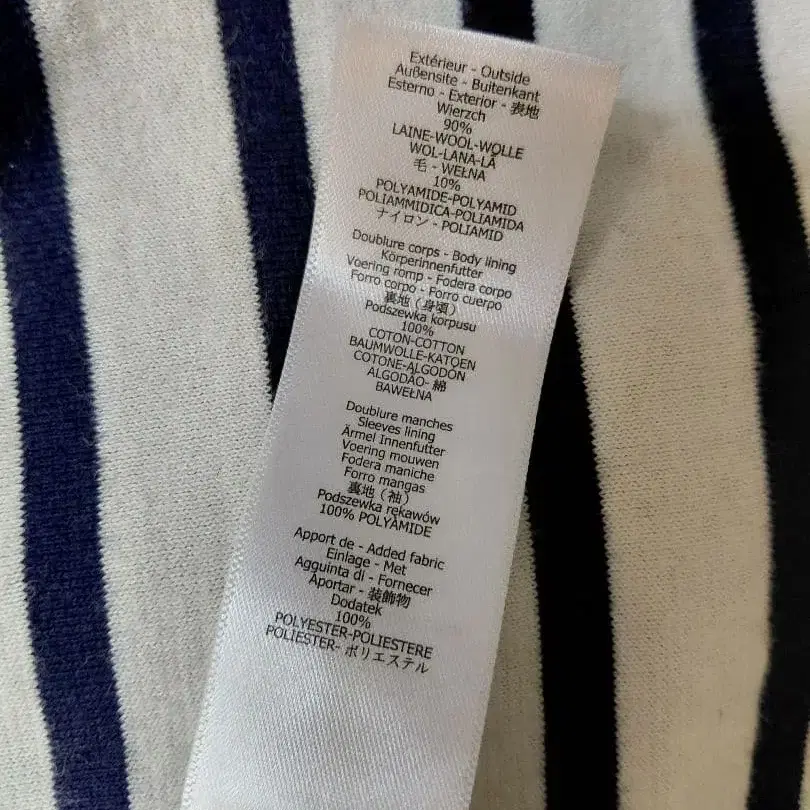 Extérieur - Outside
Außensite - Buitenkant
Esterno - Exterior - 表地
Wierzch
90%
LAINE-WOOL-WOLLE
WOL-LANA-LÃ
毛 - WEŁNA
10%
POLYAMIDE-POLYAMID
POLIAMMIDICA-POLIAMIDA
ナイロン - POLIAMID
Doublure corps - Body lining
Körperinnenfutter
Voering romp - Fodera corpo
Forro corpo - Forro cuerpo
裏地(身頃)
Podszewka korpusu
100%
COTON-COTTON
BAUMWOLLE-KATOEN
COTONE-ALGODÓN
ALGODÃO- 綿
BAWEŁNA
Doublure manches
Sleeves lining
Ärmel Innenfutter
Voering mouwen
Fodera maniche
Forro mangas
裏地(袖)
Podszewka rękawów
100% POLYAMIDE
Apport de - Added fabric
Einlage - Met
Agguinta di - Fornecer
Aportar - 装飾物
Dodatek
100%
POLYESTER-POLIESTERE
POLIESTER- ポリエステル